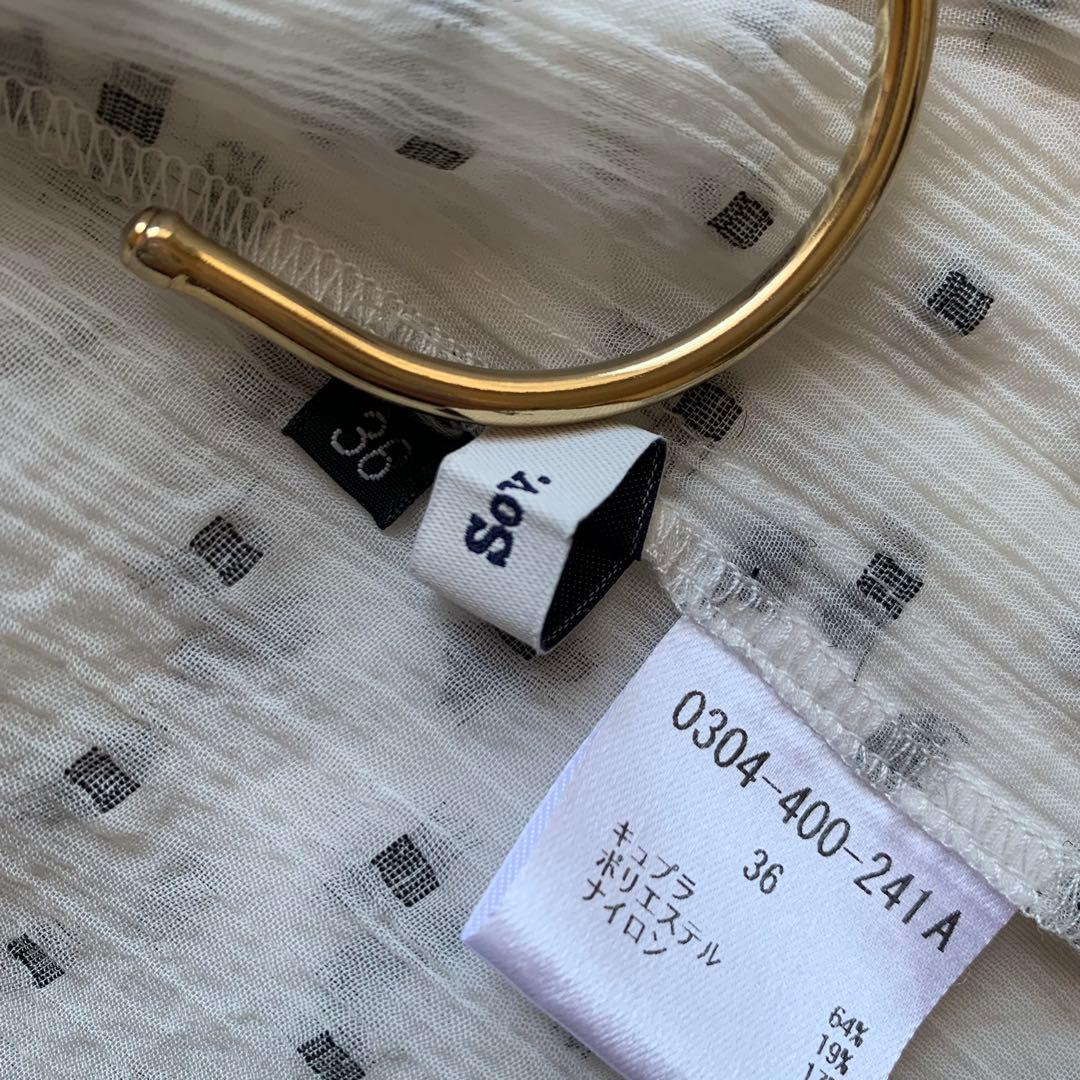 36
Sov.
0304-400-241A
36
キュプラ
ポリエステル
ナイロン
64%
19%